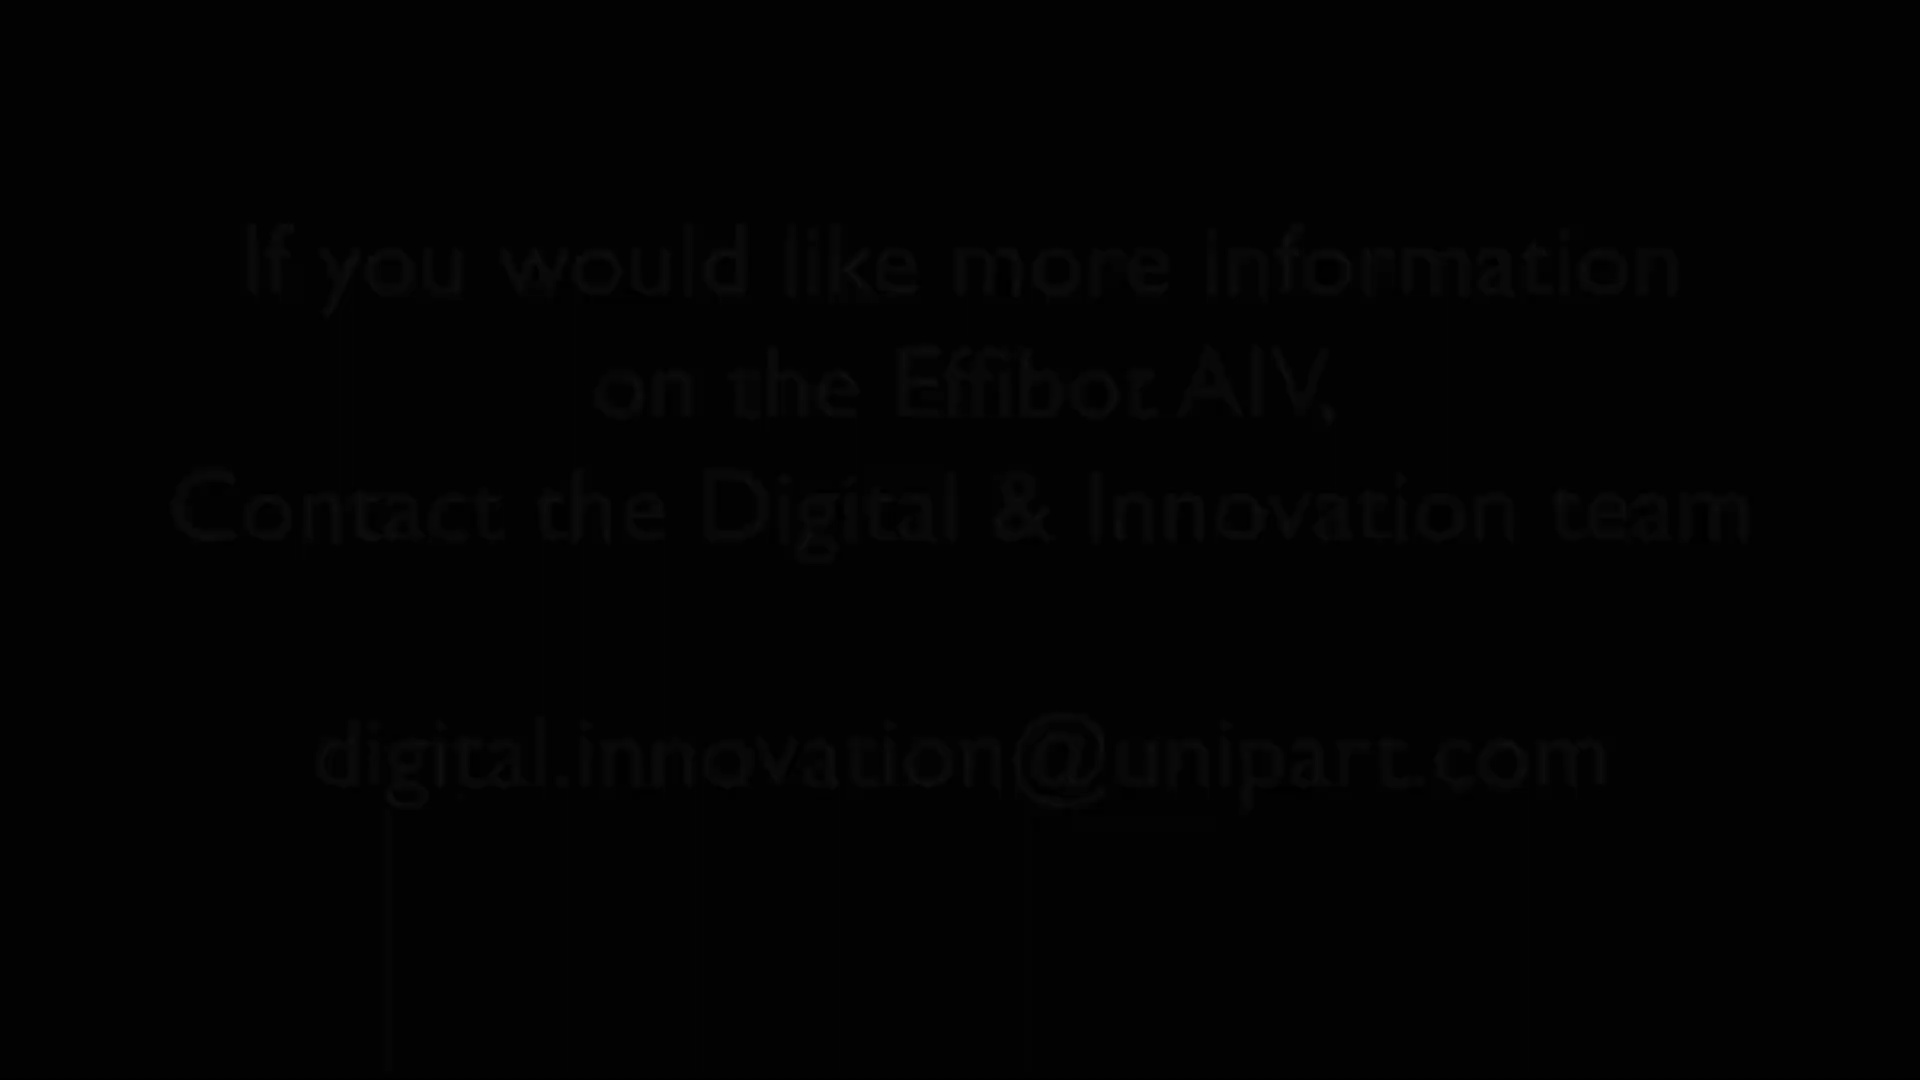 If you would like more information
on the Effibot AIV,
Contact the Digital & Innovation team
digital.innovation@unipart.com